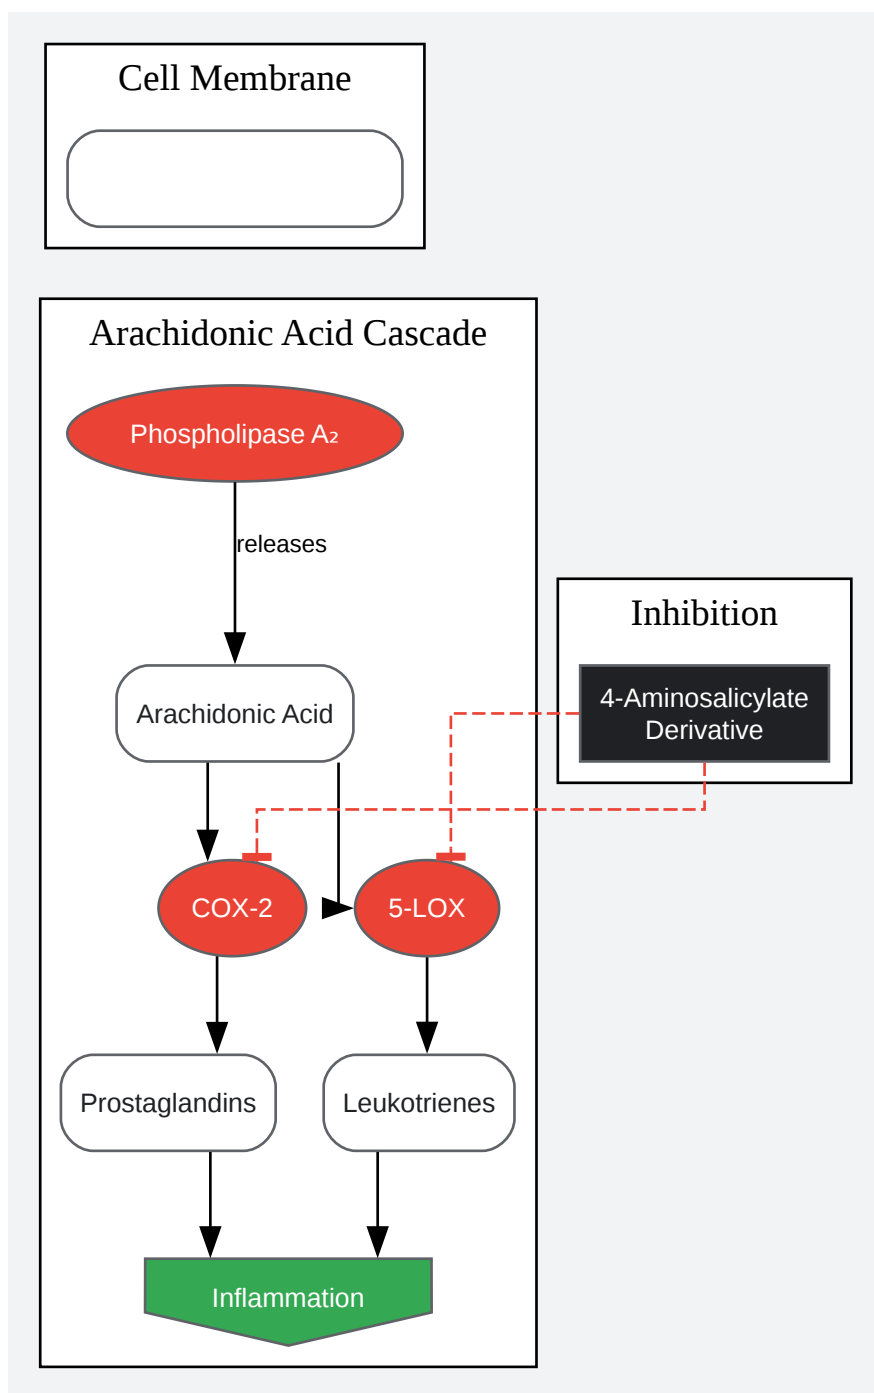 Cell Membrane
Arachidonic Acid Cascade
Phospholipase A₂
releases
Inhibition
4-Aminosalicylate
Derivative
Arachidonic Acid
COX-2
5-LOX
Prostaglandins
Leukotrienes
Inflammation